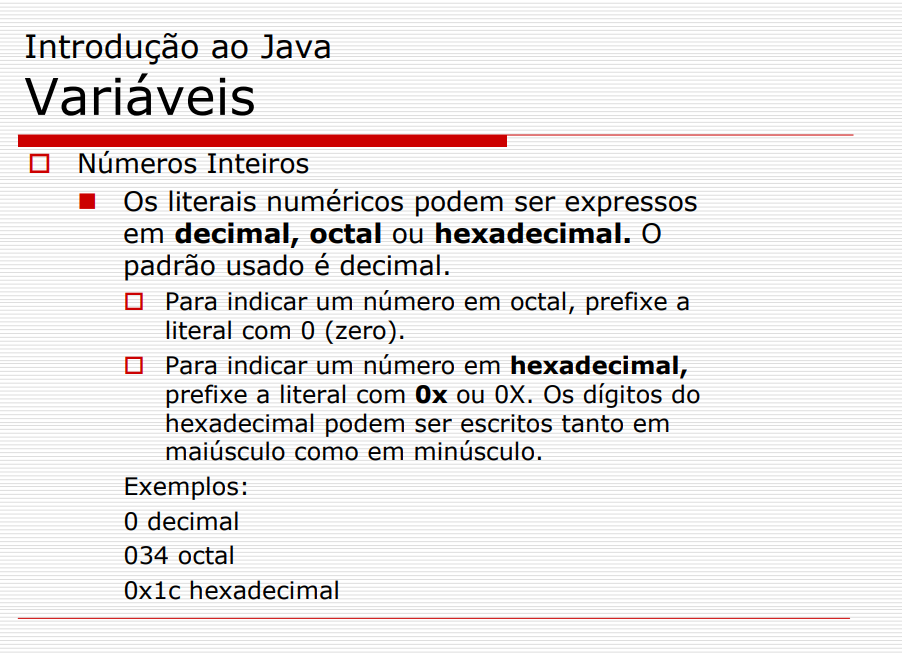 Introdução ao Java
Variáveis
Números Inteiros
Os literais numéricos podem ser expressos
em decimal, octal ou hexadecimal. O
padrão usado é decimal.
Para indicar um número em octal, prefixe a
literal com 0 (zero).
Para indicar um número em hexadecimal,
prefixe a literal com 0x ou 0X. Os dígitos do
hexadecimal podem ser escritos tanto em
maiúsculo como em minúsculo.
Exemplos:
0 decimal
034 octal
0x1c hexadecimal